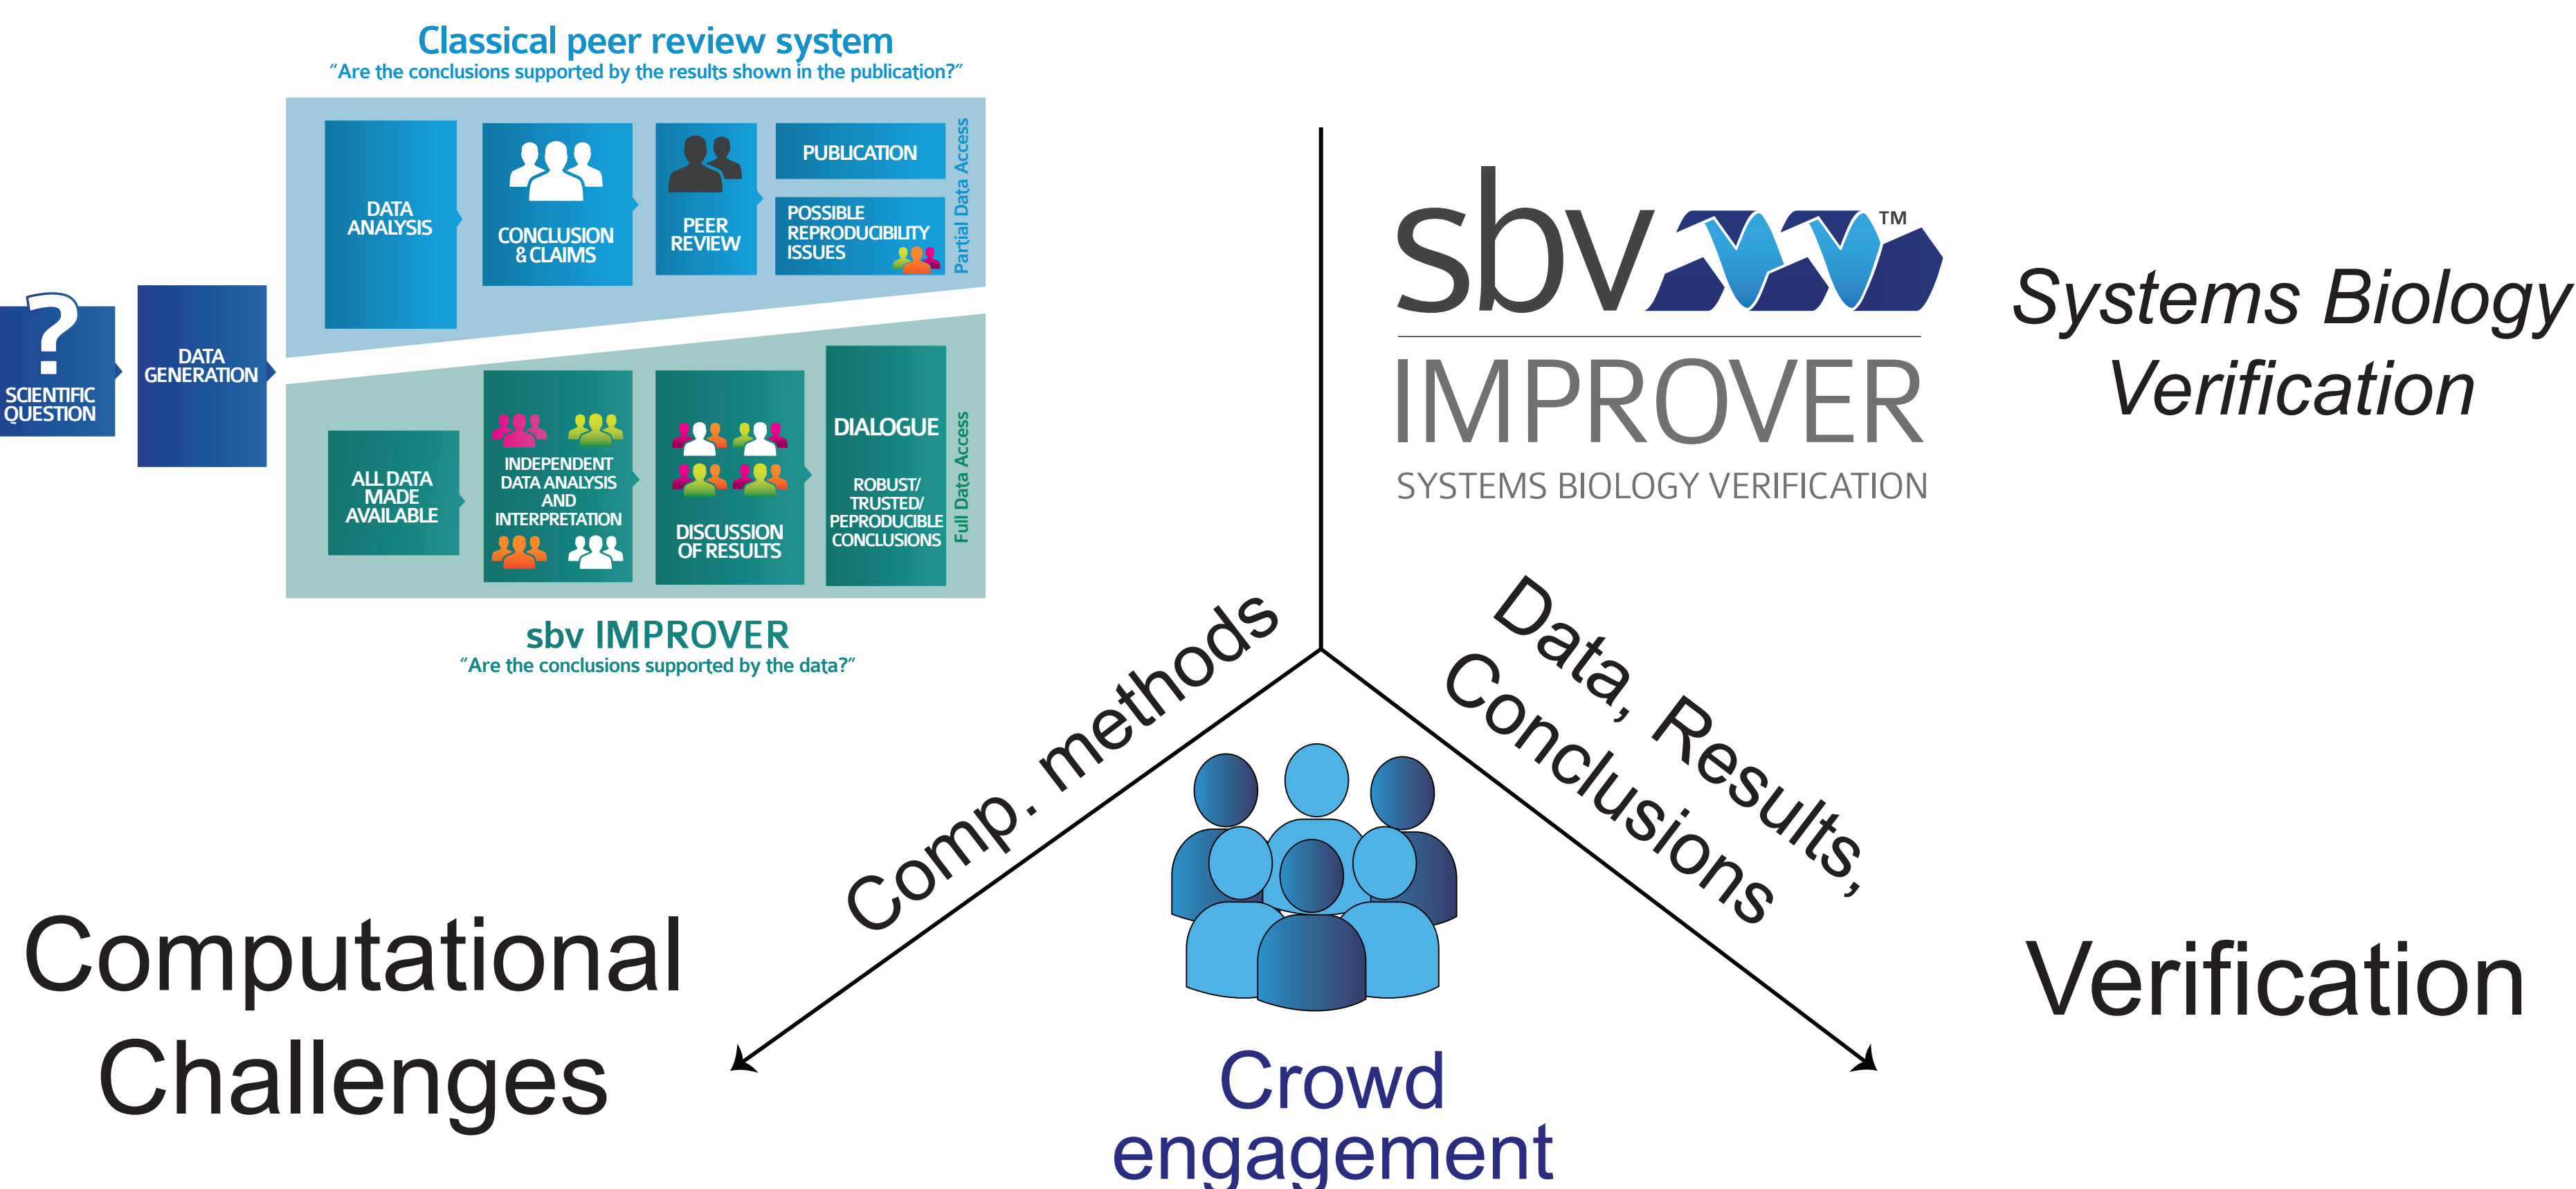 Classical peer review system
"Are the conclusions supported by the results shown in the publication?"
?
SCIENTIFIC
QUESTION
DATA
GENERATION
DATA
ANALYSIS
CONCLUSION
& CLAIMS
PEER
REVIEW
PUBLICATION
POSSIBLE
REPRODUCIBILITY
ISSUES
Partial Data Access
ALL DATA
MADE
AVAILABLE
INDEPENDENT
DATA ANALYSIS
AND
INTERPRETATION
DISCUSSION
OF RESULTS
DIALOGUE
ROBUST/
TRUSTED/
PEPRODUCIBLE
CONCLUSIONS
Full Data Access
sbv IMPROVER
"Are the conclusions supported by the data?"
sbv TM
IMPROVER
SYSTEMS BIOLOGY VERIFICATION
Systems Biology
Verification
Comp. methods
Data, Results,
Conclusions
Computational
Challenges
Crowd
engagement
Verification